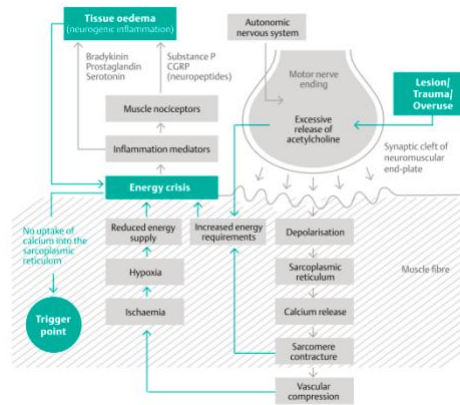 Tissue oedema
(neurogenic inflammation)
Autonomic
nervous system
Bradykinin
Prostaglandin
Serotonin
Substance P
CGRP
(neuropeptides)
Motor nerve
ending
Lesion/
Trauma/
Overuse
Muscle nociceptors
Excessive
release of
acetylcholine
Inflammation mediators
Synaptic cleft of
neuromuscular
end-plate
Energy crisis
No uptake of
calcium into the
sarcoplasmic
reticulum
Reduced energy
supply
Increased energy
requirements
Depolarisation
Hypoxia
Sarcoplasmic
reticulum
Muscle fibre
Trigger
point
Ischaemia
Calcium release
Sarcomere
contracture
Vascular
compression